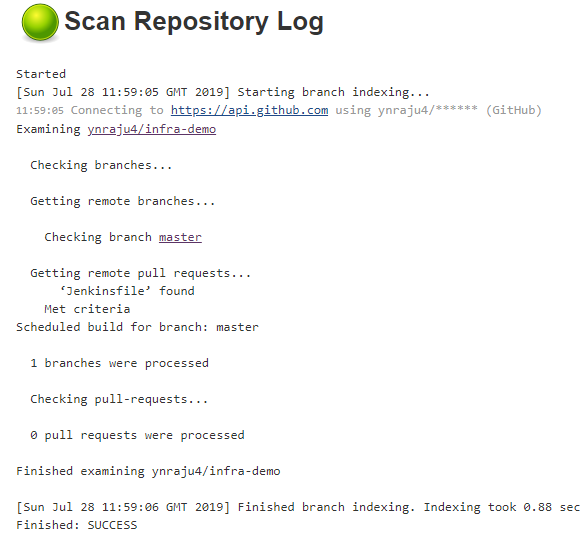 Scan Repository Log
Started
[Sun Jul 28 11:59:05 GMT 2019] Starting branch indexing...
11:59:05 Connecting to https://api.github.com using ynraju4/****** (GitHub)
Examining ynraju4/infra-demo
Checking branches...
Getting remote branches...
Checking branch master
Getting remote pull requests...
‘Jenkinsfile’ found
Met criteria
Scheduled build for branch: master
1 branches were processed
Checking pull-requests...
0 pull requests were processed
Finished examining ynraju4/infra-demo
[Sun Jul 28 11:59:06 GMT 2019] Finished branch indexing. Indexing took 0.88 sec
Finished: SUCCESS